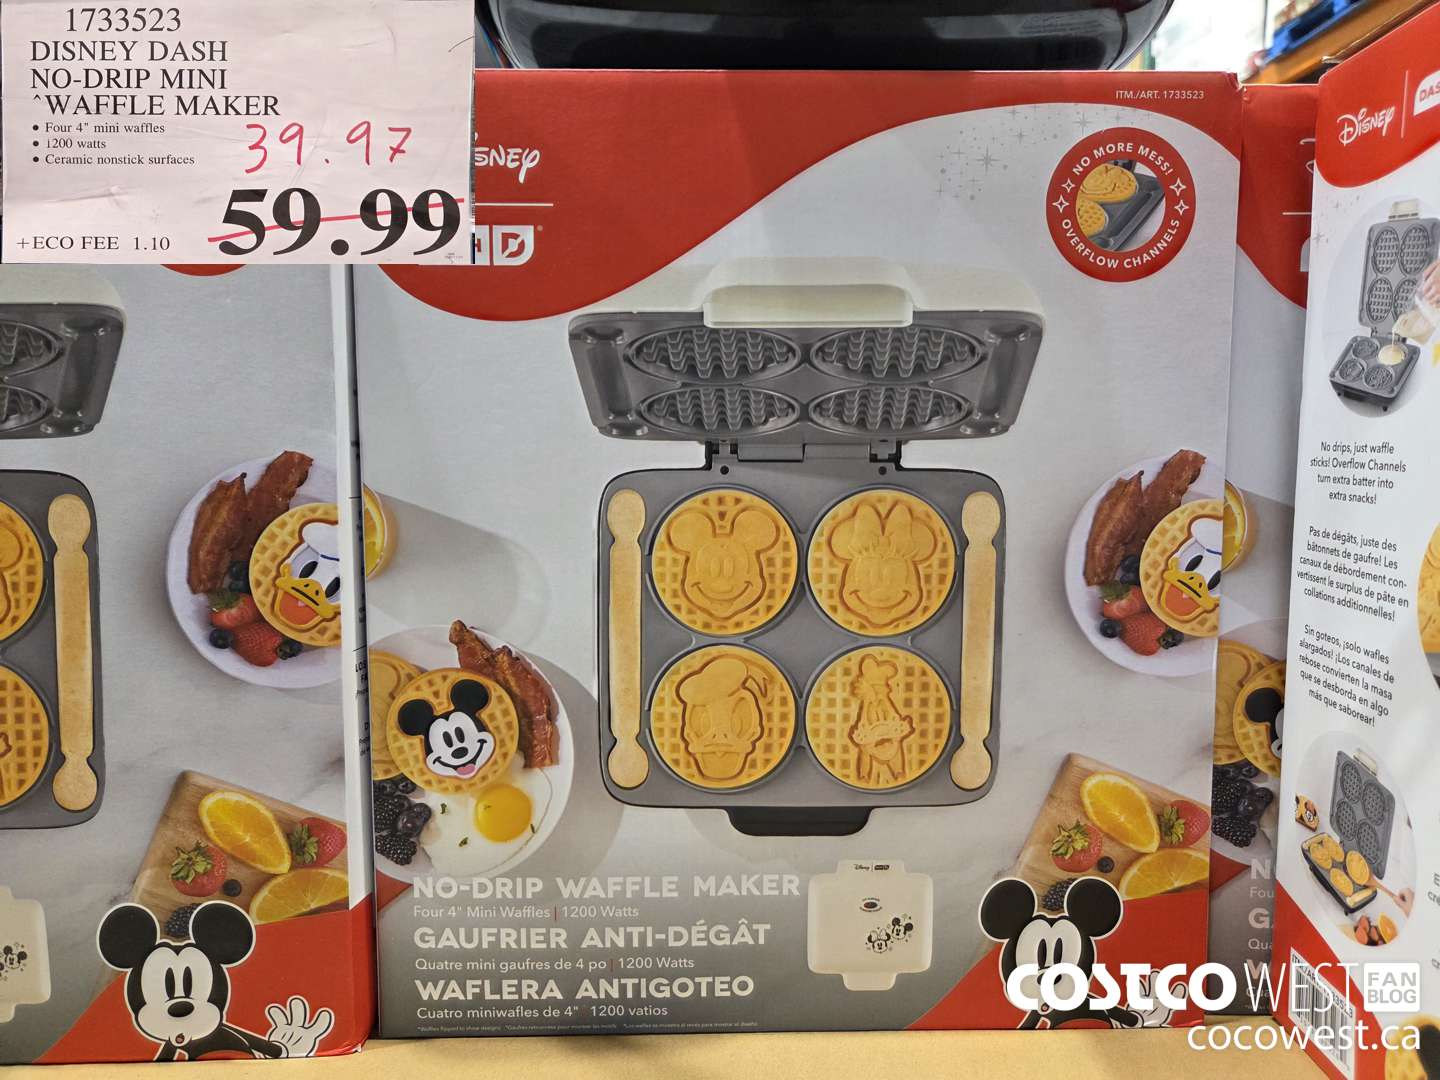 1733523
DISNEY DASH
NO-DRIP MINI
^WAFFLE MAKER
• Four 4" mini waffles
• 1200 watts
• Ceramic nonstick surfaces
39.97
59.99
+ECO FEE 1.10
ITM./ART. 1733523
NO MORE MESS!
OVERFLOW CHANNELS
NO-DRIP WAFFLE MAKER
Four 4" Mini Waffles | 1200 Watts
GAUFRIER ANTI-DÉGÂT
Quatre mini gaufres de 4 po | 1200 Watts
WAFLERA ANTIGOTEO
Cuatro miniwafles de 4" 1200 vatios
Disney
No drips, just waffle
sticks! Overflow Channels
turn extra batter into
extra snacks!
Pas de dégâts, juste des
bâtonnets de gaufre! Les
canaux de débordement con-
vertissent le surplus de pâte en
collations additionnelles!
Sin goteos, ¡solo wafles
alargados! ¡Los canales de
rebose convierten la masa
que se desborda en algo
más que saborear!
COSTCO WEST FAN BLOG
cocowest.ca